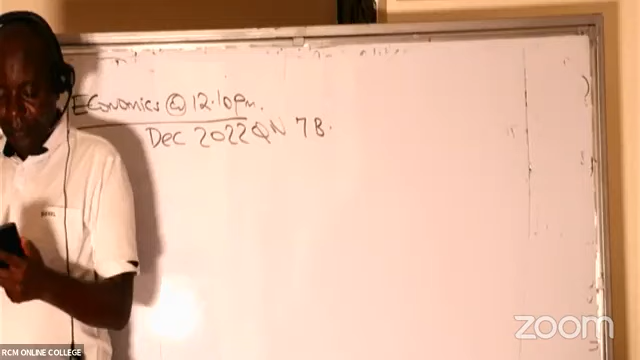 Economics @ 12.10pm.
Dec 2022 QN 7B.
zoom
RCM ONLINE COLLEGE